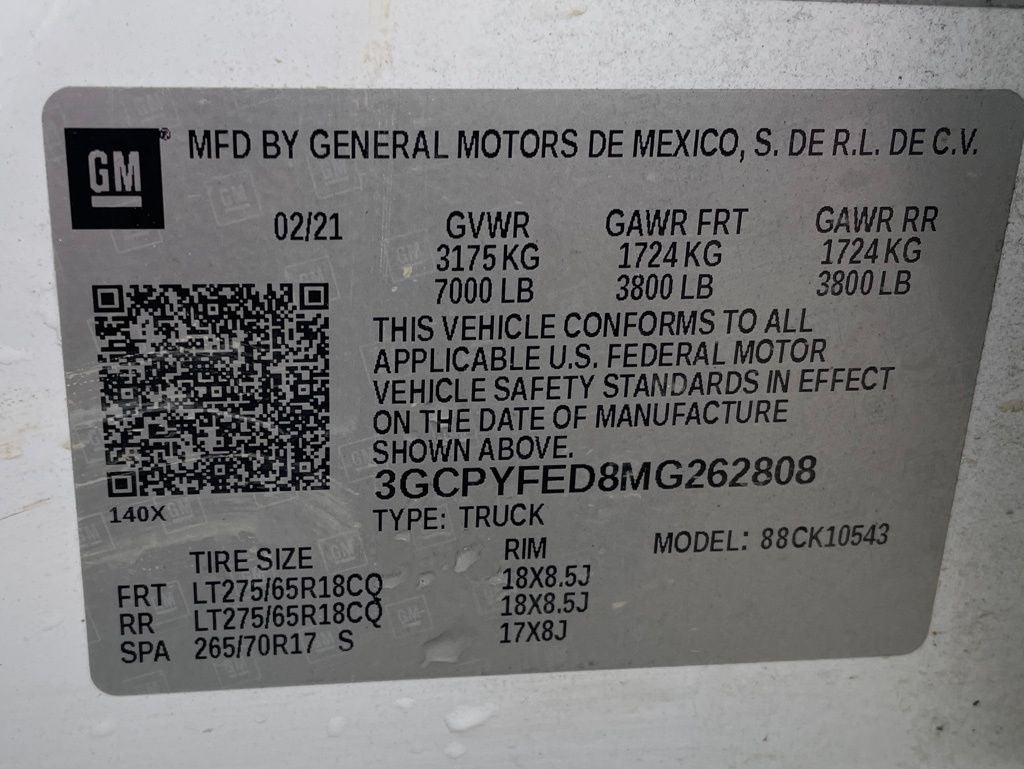 GM ® MFD BY GENERAL MOTORS DE MEXICO, S. DE R.L. DE C.V.
02/21 GVWR GAWR FRT GAWR RR
3175 KG 1724 KG 1724 KG
7000 LB 3800 LB 3800 LB
THIS VEHICLE CONFORMS TO ALL
APPLICABLE U.S. FEDERAL MOTOR
VEHICLE SAFETY STANDARDS IN EFFECT
ON THE DATE OF MANUFACTURE
SHOWN ABOVE.
3GCPYFED8MG262808
140X
TYPE: TRUCK
TIRE SIZE RIM MODEL: 88CK10543
FRT LT275/65R18CQ 18X8.5J
RR LT275/65R18CQ 18X8.5J
SPA 265/70R17 S 17X8J